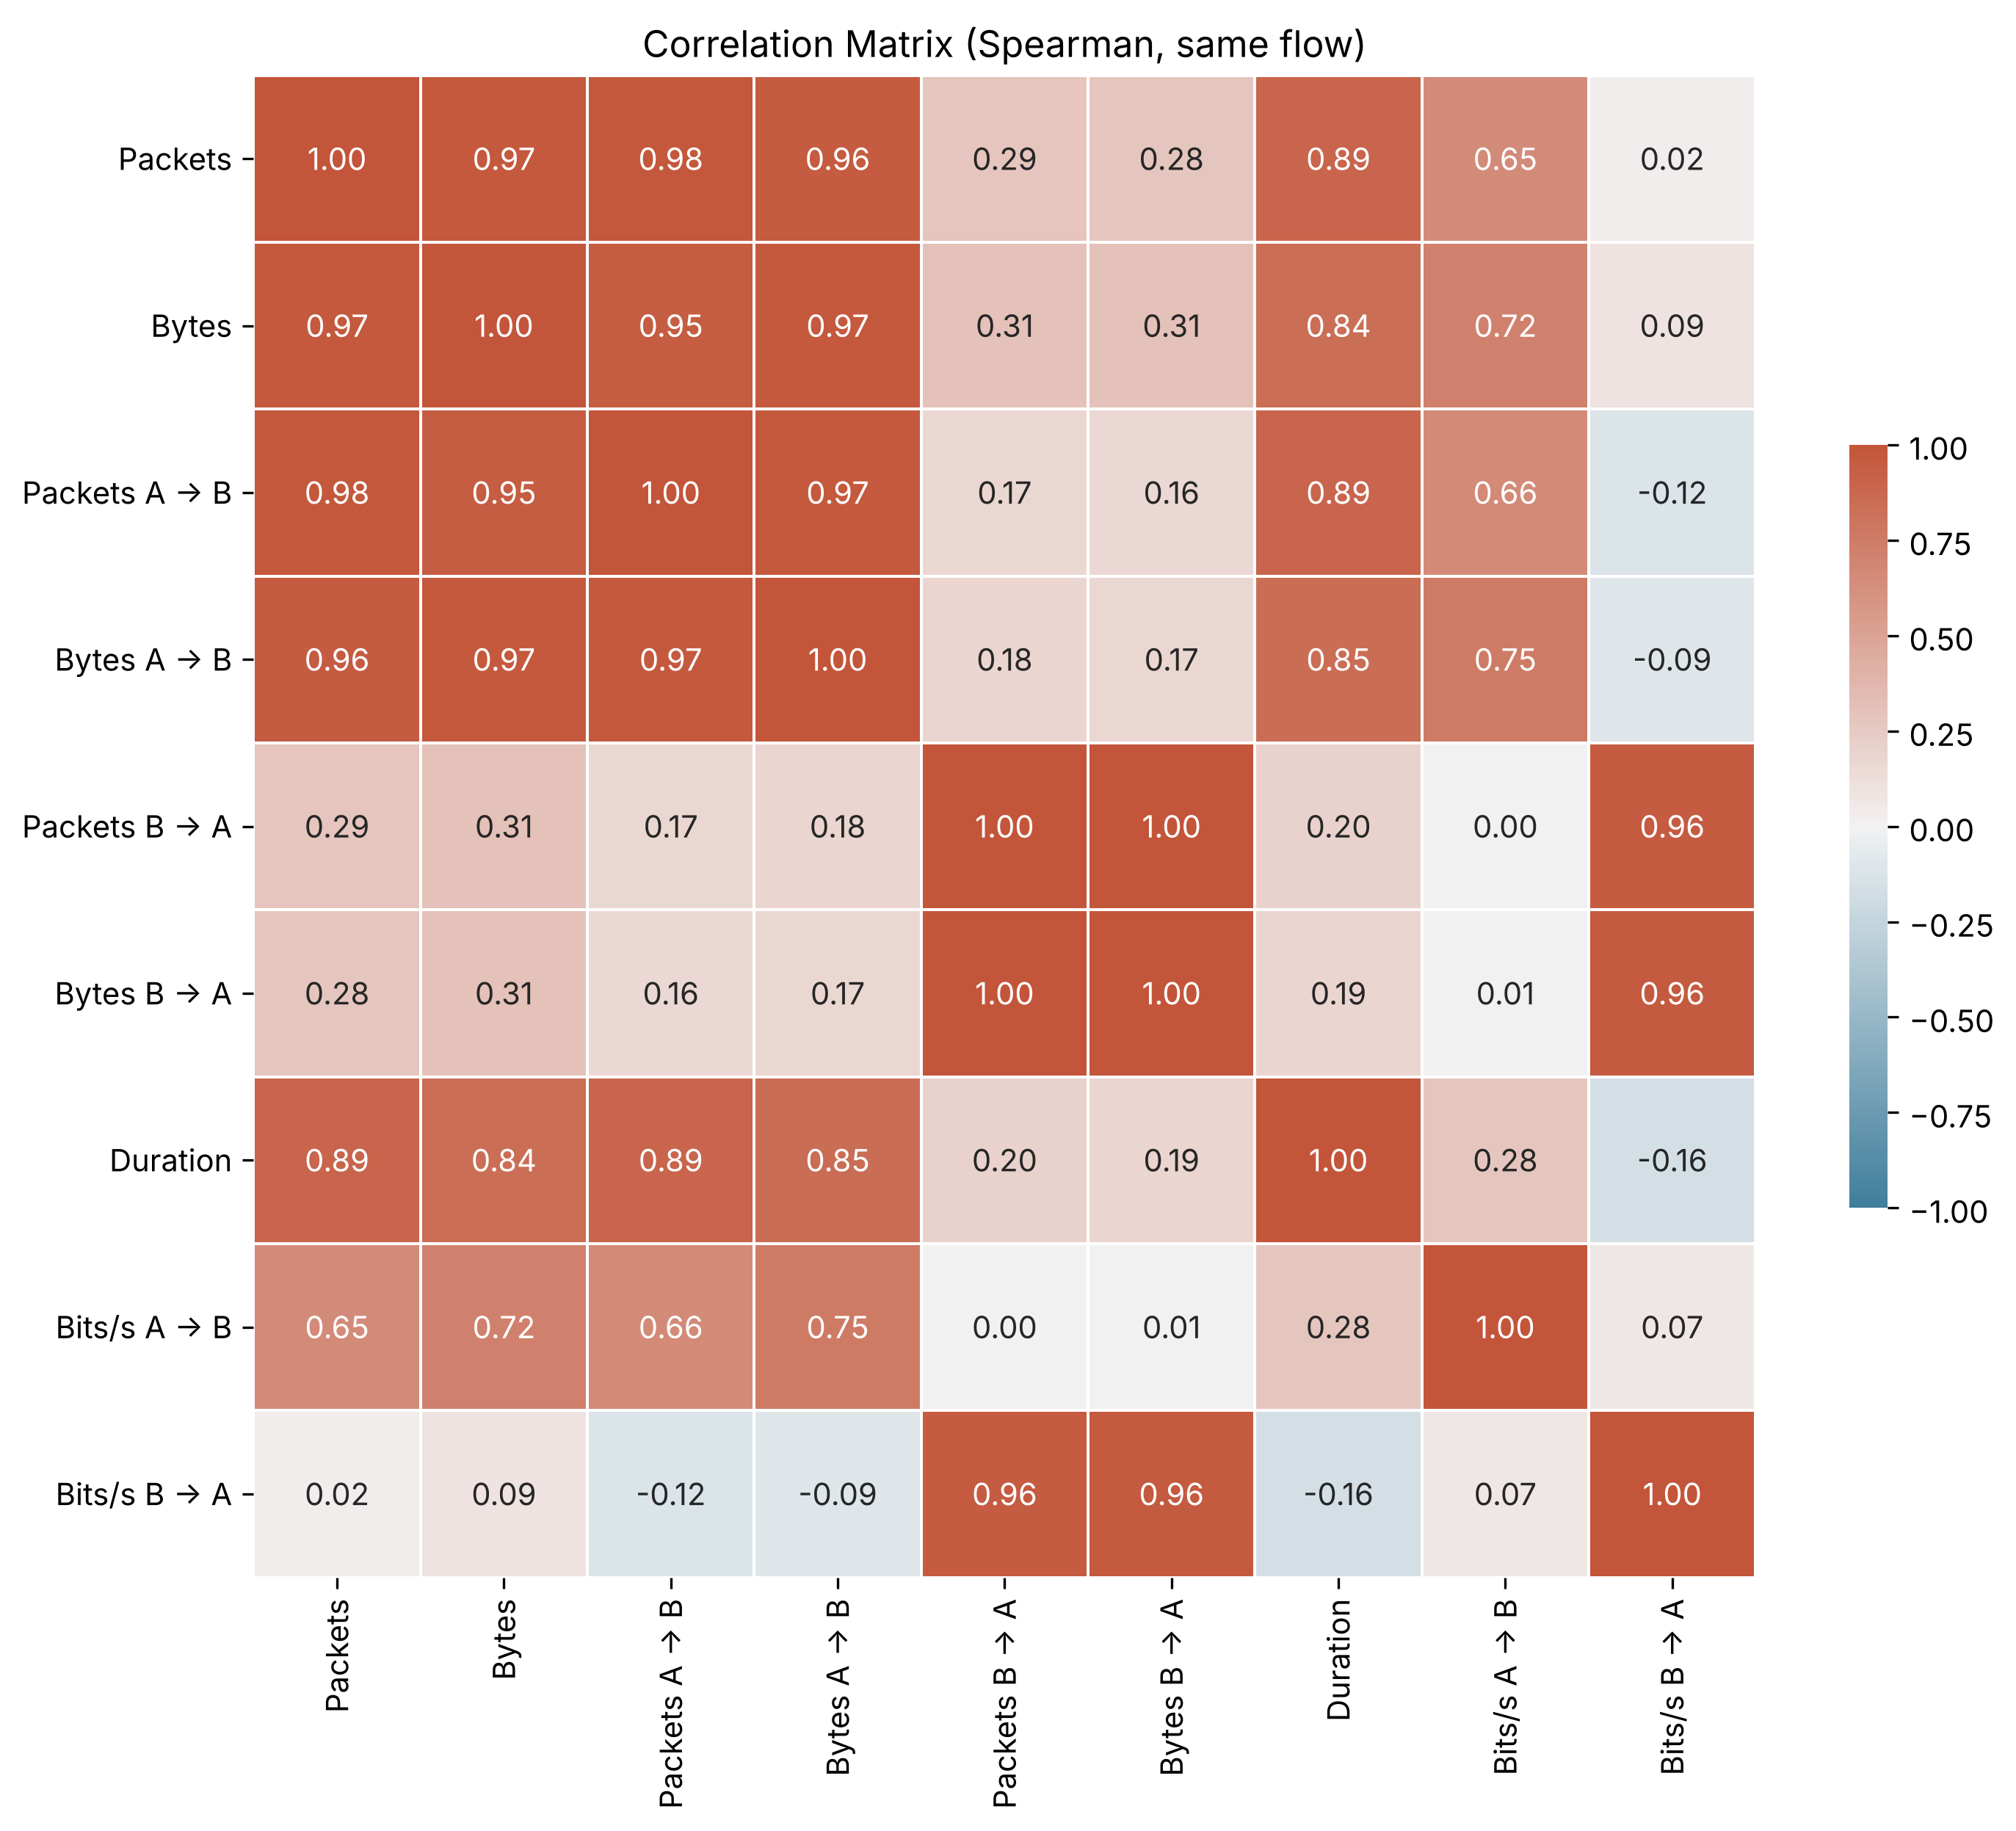 Correlation Matrix (Spearman, same flow)
Packets 1.00 0.97 0.98 0.96 0.29 0.28 0.89 0.65 0.02
Bytes 0.97 1.00 0.95 0.97 0.31 0.31 0.84 0.72 0.09
Packets A → B 0.98 0.95 1.00 0.97 0.17 0.16 0.89 0.66 -0.12
Bytes A → B 0.96 0.97 0.97 1.00 0.18 0.17 0.85 0.75 -0.09
Packets B → A 0.29 0.31 0.17 0.18 1.00 1.00 0.20 0.00 0.96
Bytes B → A 0.28 0.31 0.16 0.17 1.00 1.00 0.19 0.01 0.96
Duration 0.89 0.84 0.89 0.85 0.20 0.19 1.00 0.28 -0.16
Bits/s A → B 0.65 0.72 0.66 0.75 0.00 0.01 0.28 1.00 0.07
Bits/s B → A 0.02 0.09 -0.12 -0.09 0.96 0.96 -0.16 0.07 1.00
Packets
Bytes
Packets A → B
Bytes A → B
Packets B → A
Bytes B → A
Duration
Bits/s A → B
Bits/s B → A
1.00
0.75
0.50
0.25
0.00
−0.25
−0.50
−0.75
−1.00